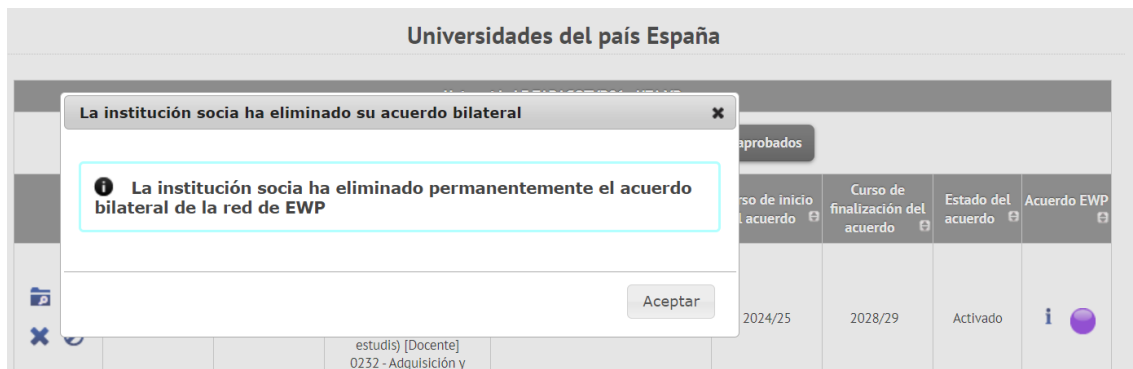 Universidades del país España
La institución socia ha eliminado su acuerdo bilateral
La institución socia ha eliminado permanentemente el acuerdo
bilateral de la red de EWP
Aceptar
aprobados
rso de inicio
l acuerdo
Curso de
finalización del
acuerdo
Estado del
acuerdo
Acuerdo EWP
2024/25
2028/29
Activado
estudis) [Docente]
0232 - Adquisición y